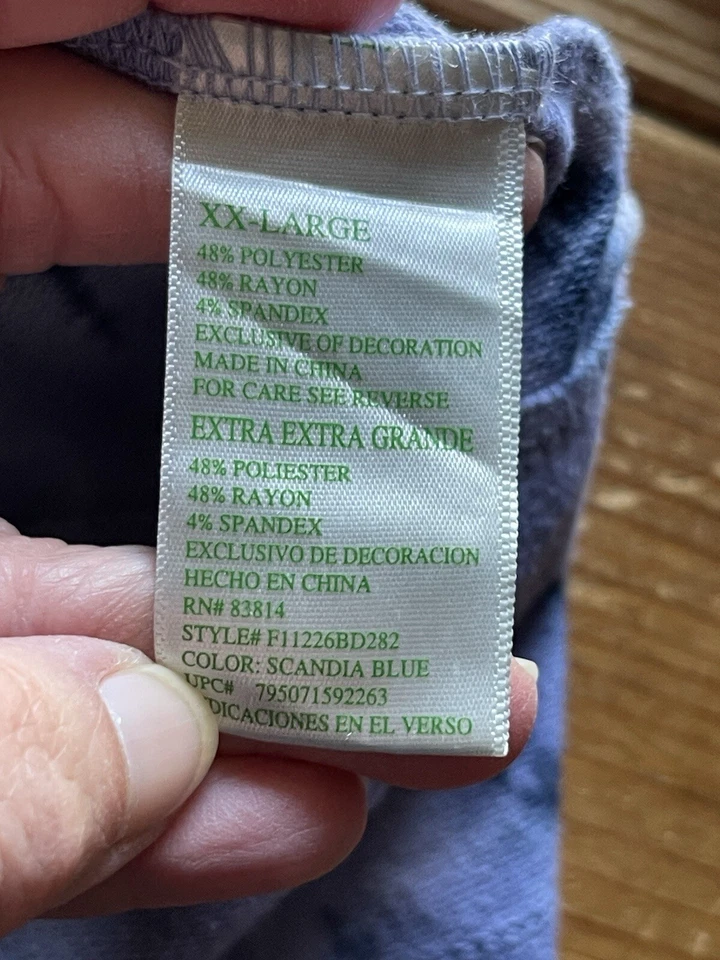 XX-LARGE
48% POLYESTER
48% RAYON
4% SPANDEX
EXCLUSIVE OF DECORATION
MADE IN CHINA
FOR CARE SEE REVERSE
EXTRA EXTRA GRANDE
48% POLIESTER
48% RAYON
4% SPANDEX
EXCLUSIVO DE DECORACION
HECHO EN CHINA
RN# 83814
STYLE# F11226BD282
COLOR: SCANDIA BLUE
UPC# 795071592263
DICACIONES EN EL VERSO